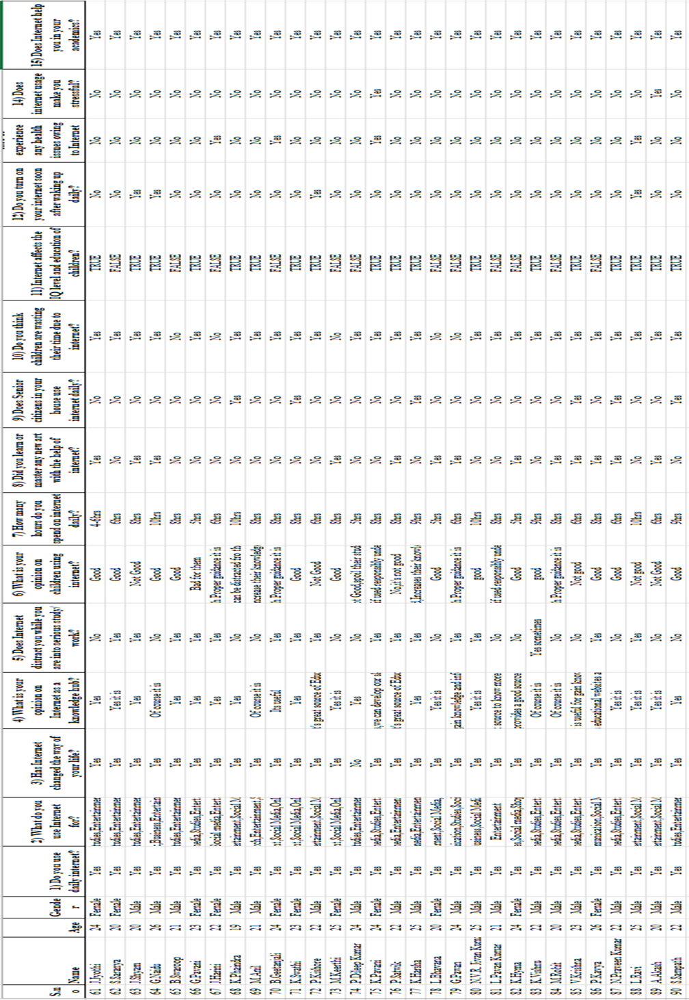 S.n o Name Age Gende r 1) Do you use daily internet? 2) What do you use Internet for? 3) Has Internet changed the way of your life? 4) What is your opinion on Internet as a knowledge hub? 5) Does Internet distract you while you are into serious study/ work? 6) What is your opinion on children using internet? 7) How many hours do you spend on internet daily? 8) Did you learn or master any new art with the help of internet? 9) Does Senior citizens in your house use internet daily? 10) Do you think children are wasting their time due to internet? 11) Internet affects the IQ level and education of children? 12) Do you turn on your internet soon after waking up daily? experience any health issues owing to Internet 14) Does internet usage make you stressful? 15) Does Internet help you in your academics?
61 J.Jyothi 24 Female Yes tudies,Entertainmen Yes Yes No Good 4-6hrs Yes No Yes TRUE No No No Yes
62 S.Saranya 20 Female Yes tudies,Entertainmen Yes Yes it is Yes Good 6hrs No No Yes FALSE No No No Yes
63 J.Shyam 20 Male Yes tudies,Entertainmen Yes Yes Yes Not Good 8hrs Yes No Yes TRUE Yes No No Yes
64 G.Naidu 26 Male Yes Business,Entertain Yes Of course it is No Good 10hrs Yes No Yes TRUE Yes No No Yes
65 B.Swaroop 21 Male Yes tudies,Entertainmen Yes Yes Yes Good 8hrs No No No FALSE No No No Yes
66 G.Pavani 23 Female Yes nedia,Studies,Entert Yes Yes Yes Bad for them 5hrs No No Yes TRUE No No No Yes
67 J.Harini 22 Female Yes Social media,Entert Yes Yes Yes h Proper guidance it is 6hrs No No No FALSE No Yes No Yes
68 K.Phaindra 19 Male Yes ertainment,Social M Yes Yes No can be distracted fro th 10hrs No Yes Yes TRUE No No No Yes
69 M.Anil 21 Male Yes ch,Entertainment, Yes Of course it is No ncrease their knowledg 8hrs No No Yes TRUE No No No Yes
70 B.Geetanjali 24 Female Yes nt,Social Media,Onl Yes Its useful Yes h Proper guidance it is 8hrs No No Yes FALSE No Yes No Yes
71 K.Swathi 23 Female Yes nt,Social Media,Onl Yes Yes Yes Good 8hrs No Yes Yes TRUE No No No Yes
72 P.Kishore 22 Male Yes ertainment,Social M Yes t's great source of Educ Yes Not Good 6hrs No No Yes TRUE Yes No No Yes
73 M.Keerthi 25 Female Yes nt,Social Media,Onl Yes Yes it is No Good 8hrs Yes No No FALSE No No No Yes
74 P.Dileep Kumar 24 Male Yes tudies,Entertainmen No Yes No t Good,spoil their stud 5hrs No No Yes FALSE No No No Yes
75 K.Pavani 24 Female Yes nedia,Studies,Entert Yes s,we can develop our sk Yes if used responsibly unde 8hrs No No Yes TRUE No Yes Yes Yes
76 P.Satwik 22 Male Yes nedia,Entertainmen Yes t's great source of Educ Yes No,it's not good 8hrs Yes No Yes TRUE No No No Yes
77 K.Harsha 25 Male Yes nedia,Entertainmen Yes Yes Yes t,Increases their knowle 9hrs No Yes Yes TRUE No No No Yes
78 L.Bhavana 20 Female Yes ment,Social Media, Yes Yes it is No Good 5hrs Yes No No FALSE No No No Yes
79 G.Pavan 24 Male Yes ication,Studies,Soci Yes ain knowledge and inf Yes h Proper guidance it is 6hrs Yes No No FALSE No No No Yes
80 N.V.R. Jivan Kum 25 Male Yes usiness,Social Medi Yes Yes it is Yes good 10hrs No No Yes TRUE No No No Yes
81 L.Pavan Kumar 21 Male Yes Entertainment Yes source to know more No if used responsibly unde 8hrs No No Yes FALSE No No No Yes
82 K.Hyma 24 Female Yes es,Social media,Shop Yes provides a good source No Good 5hrs Yes No Yes FALSE No No No Yes
83 K.Vishnu 22 Male Yes nedia,Studies,Entert Yes Of course it is Yes sometimes good 9hrs No No No TRUE No No No Yes
84 M.Rohit 20 Male Yes nedia,Studies,Entert Yes Of course it is No h Proper guidance it is 8hrs Yes No No FALSE No No No Yes
85 V.Krishna 23 Male Yes nedia,Studies,Entert Yes is useful for gain know No Not good 6hrs Yes Yes No TRUE No No No Yes
86 P.Kavya 26 Female Yes munication,Social M Yes educational websites a Yes Good 8hrs Yes No Yes FALSE No No No Yes
87 N.Praveen Kumar 22 Male Yes nedia,Studies,Entert Yes Yes it is No Good 6hrs Yes Yes Yes TRUE No No No Yes
88 L.Ravi 25 Male Yes ertainment,Social M Yes Yes it is Yes Not good 10hrs No No Yes TRUE Yes Yes No Yes
89 A.Akash 20 Male Yes ertainment,Social M Yes Yes it is No Not Good 6hrs Yes No Yes TRUE No No Yes Yes
90 S.Sampath 22 Male Yes tudies,Entertainmen Yes Yes No Good 9hrs No Yes Yes TRUE No No No Yes